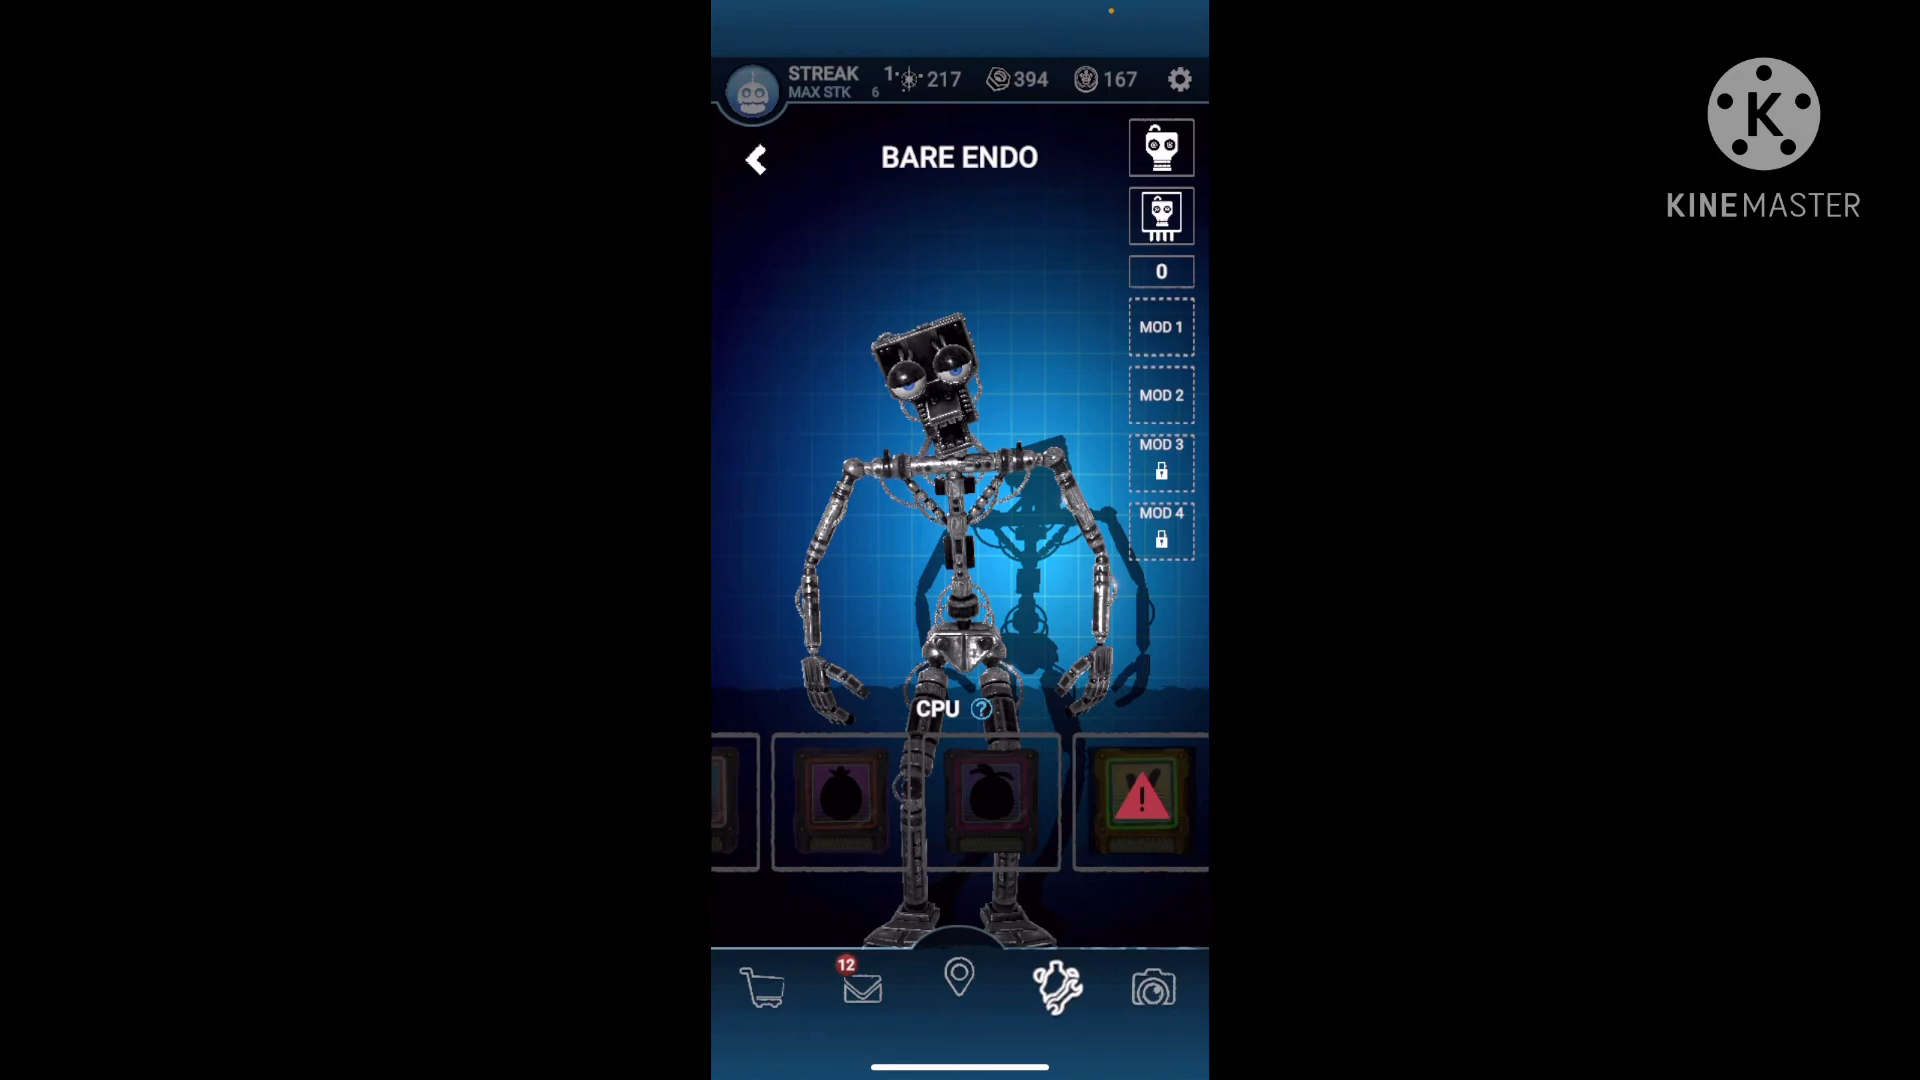 STREAK 1 217 394 167
MAX STK 6
BARE ENDO
0
MOD 1
MOD 2
MOD 3
MOD 4
CPU ?
!
12
K
KINEMASTER